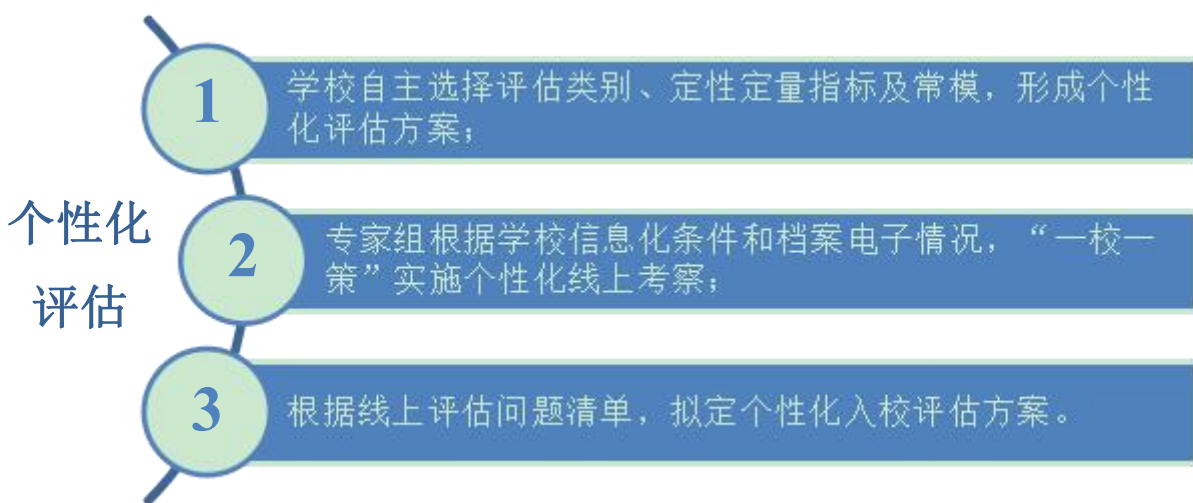 个性化
评估
1
学校自主选择评估类别、定性定量指标及常模，形成个性
化评估方案；
2
专家组根据学校信息化条件和档案电子情况，“一校一
策”实施个性化线上考察；
3
根据线上评估问题清单，拟定个性化入校评估方案。